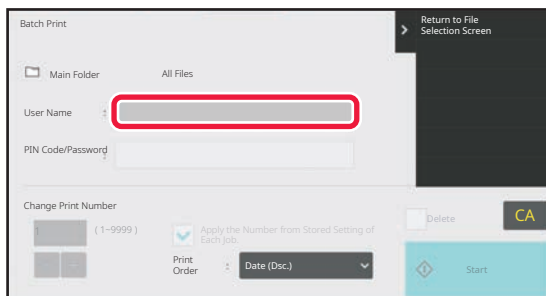 Batch Print
Return to File
Selection Screen
Main Folder
All Files
User Name :
PIN Code/Password :
Change Print Number
1
( 1~9999 )
Apply the Number from Stored Setting of
Each Job.
Print
Order :
Date (Dsc.)
Delete
CA
Start